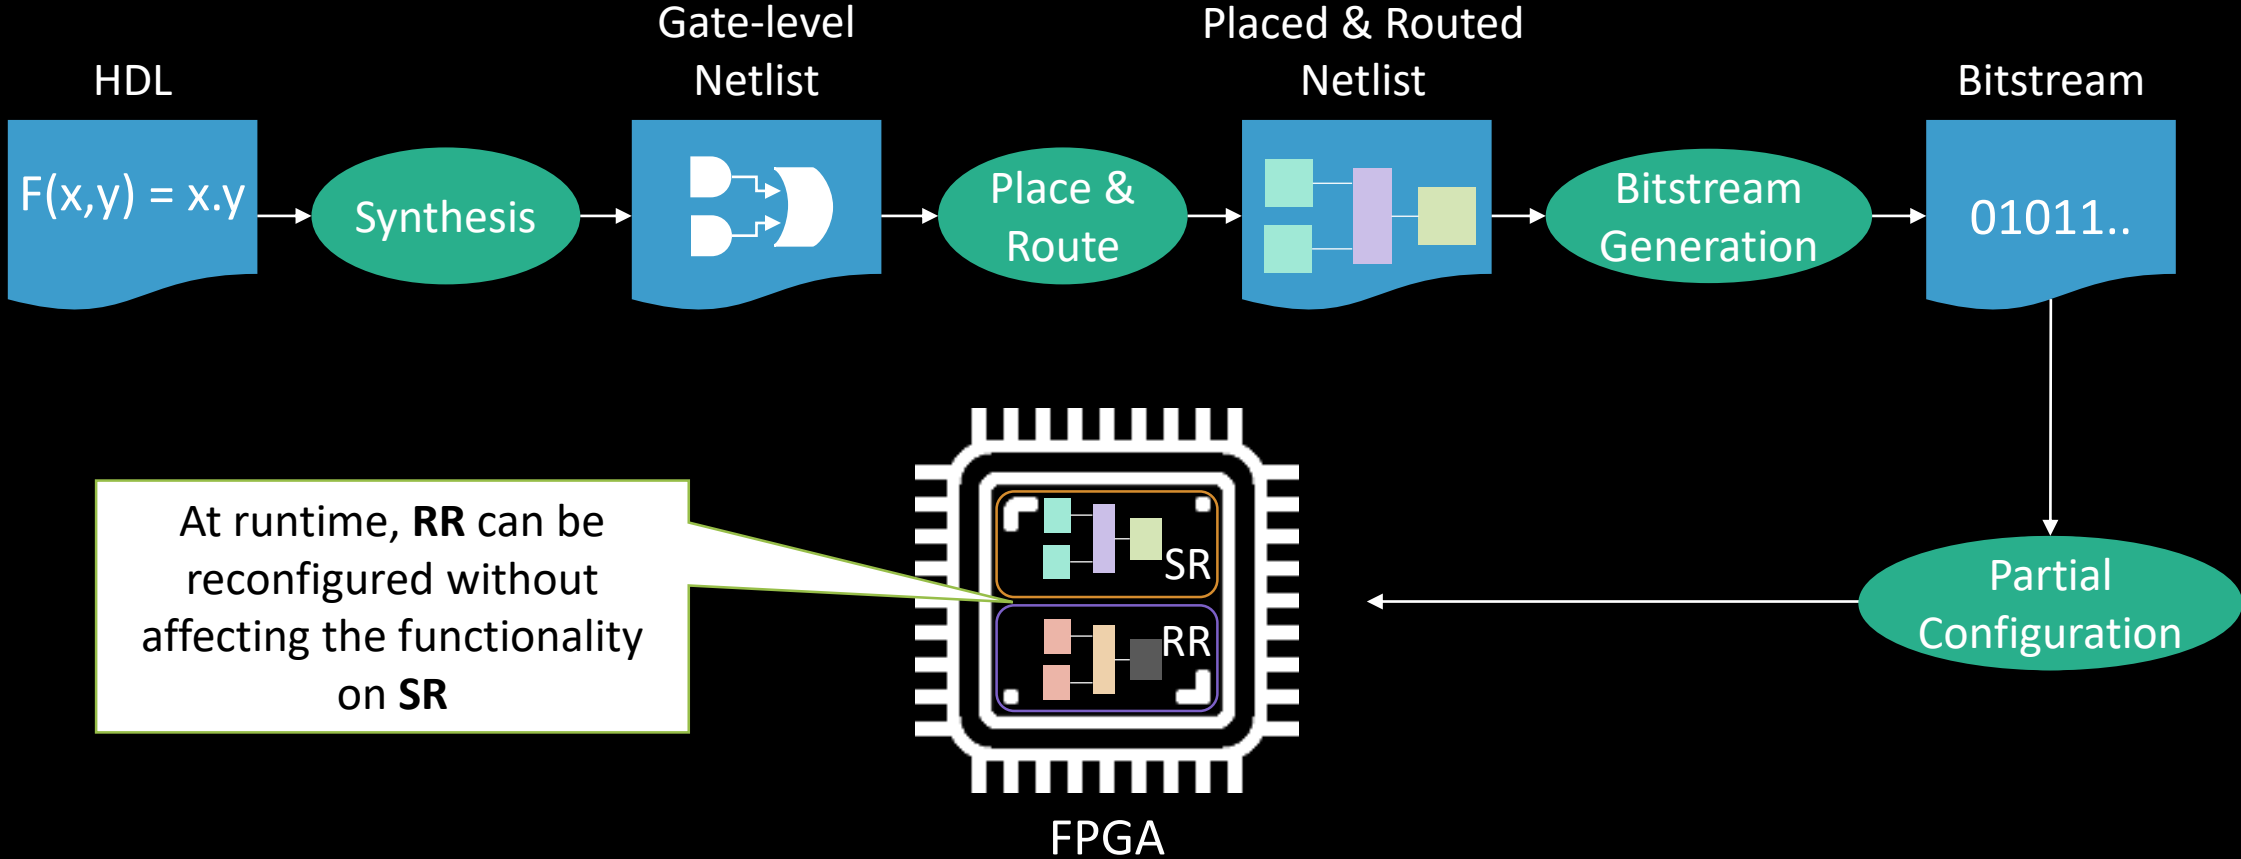 HDL
F(x,y) = x.y
Synthesis
Gate-level
Netlist
Place &
Route
Placed & Routed
Netlist
Bitstream
Generation
Bitstream
01011..
Partial
Configuration
At runtime, RR can be
reconfigured without
affecting the functionality
on SR
SR
RR
FPGA